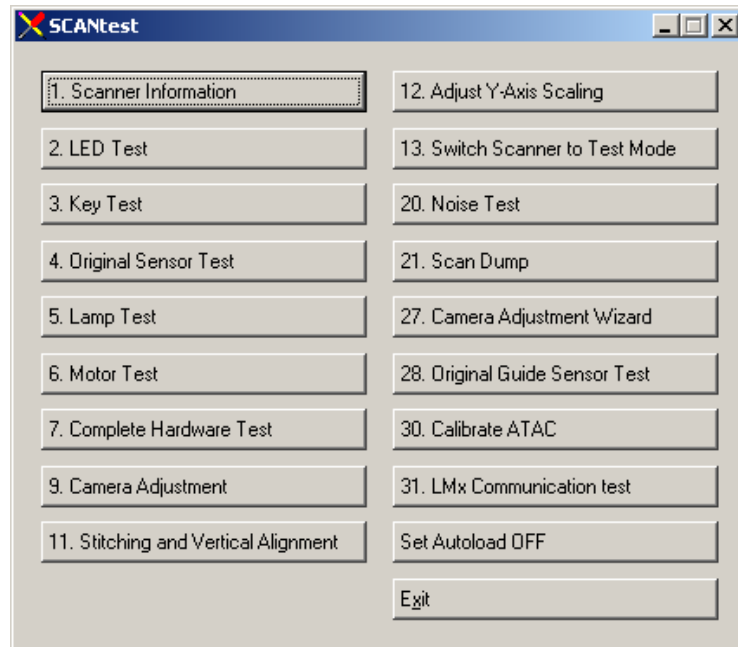 SCANtest
1. Scanner Information
2. LED Test
3. Key Test
4. Original Sensor Test
5. Lamp Test
6. Motor Test
7. Complete Hardware Test
9. Camera Adjustment
11. Stitching and Vertical Alignment
12. Adjust Y-Axis Scaling
13. Switch Scanner to Test Mode
20. Noise Test
21. Scan Dump
27. Camera Adjustment Wizard
28. Original Guide Sensor Test
30. Calibrate ATAC
31. LMx Communication test
Set Autoload OFF
Exit